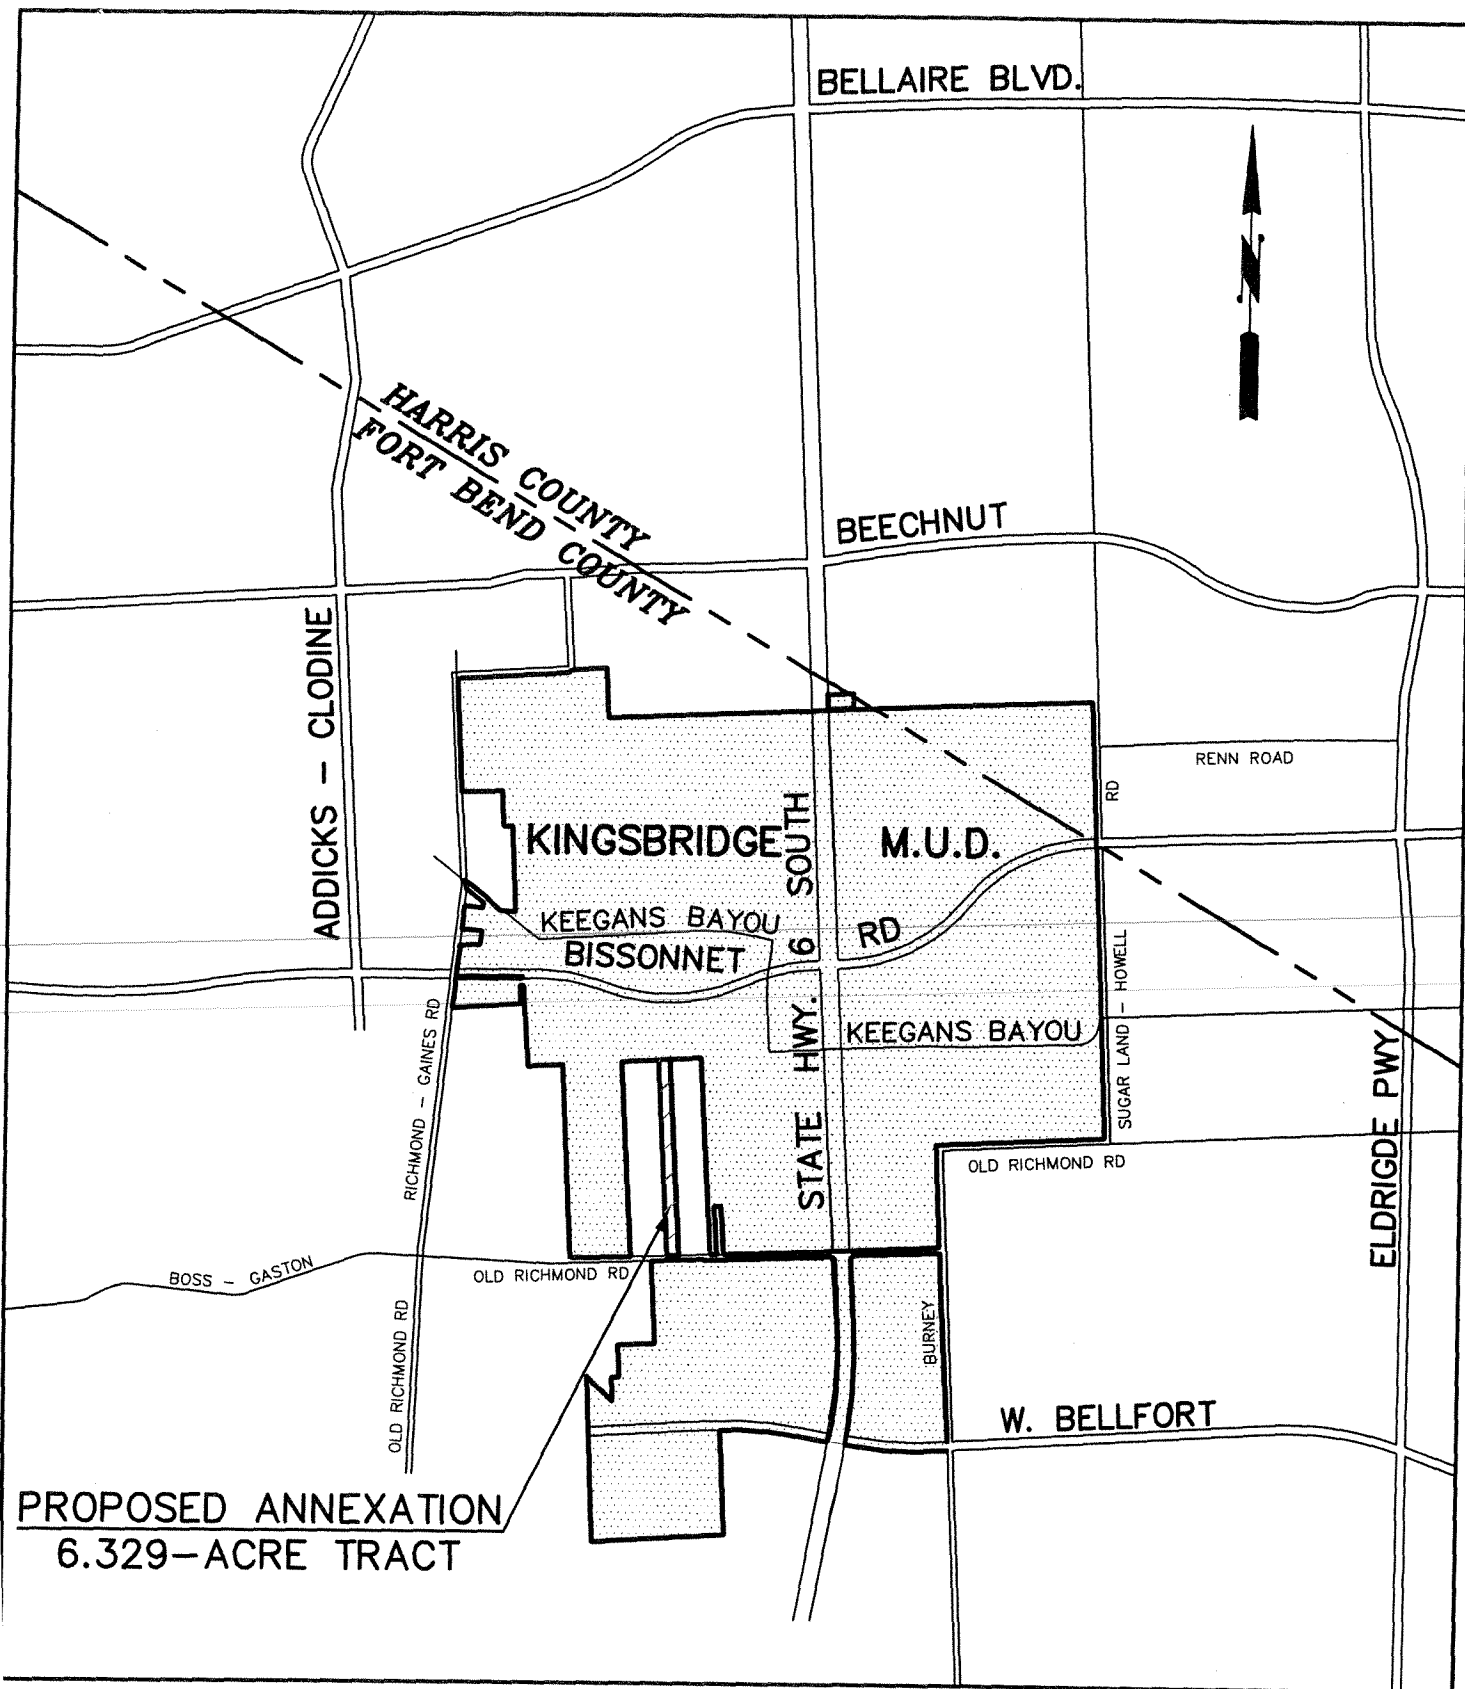 BELLAIRE BLVD.
N
HARRIS COUNTY
FORT BEND COUNTY
BEECHNUT
ADDICKS - CLODINE
RENN ROAD
RD
KINGSBRIDGE M.U.D.
STATE HWY. 6 SOUTH
KEEGANS BAYOU
BISSONNET RD
SUGAR LAND - HOWELL
KEEGANS BAYOU
RICHMOND - GAINES RD
ELDRIGDE PWY
OLD RICHMOND RD
BOSS - GASTON
OLD RICHMOND RD
OLD RICHMOND RD
BURNEY
W. BELLFORT
PROPOSED ANNEXATION
6.329-ACRE TRACT